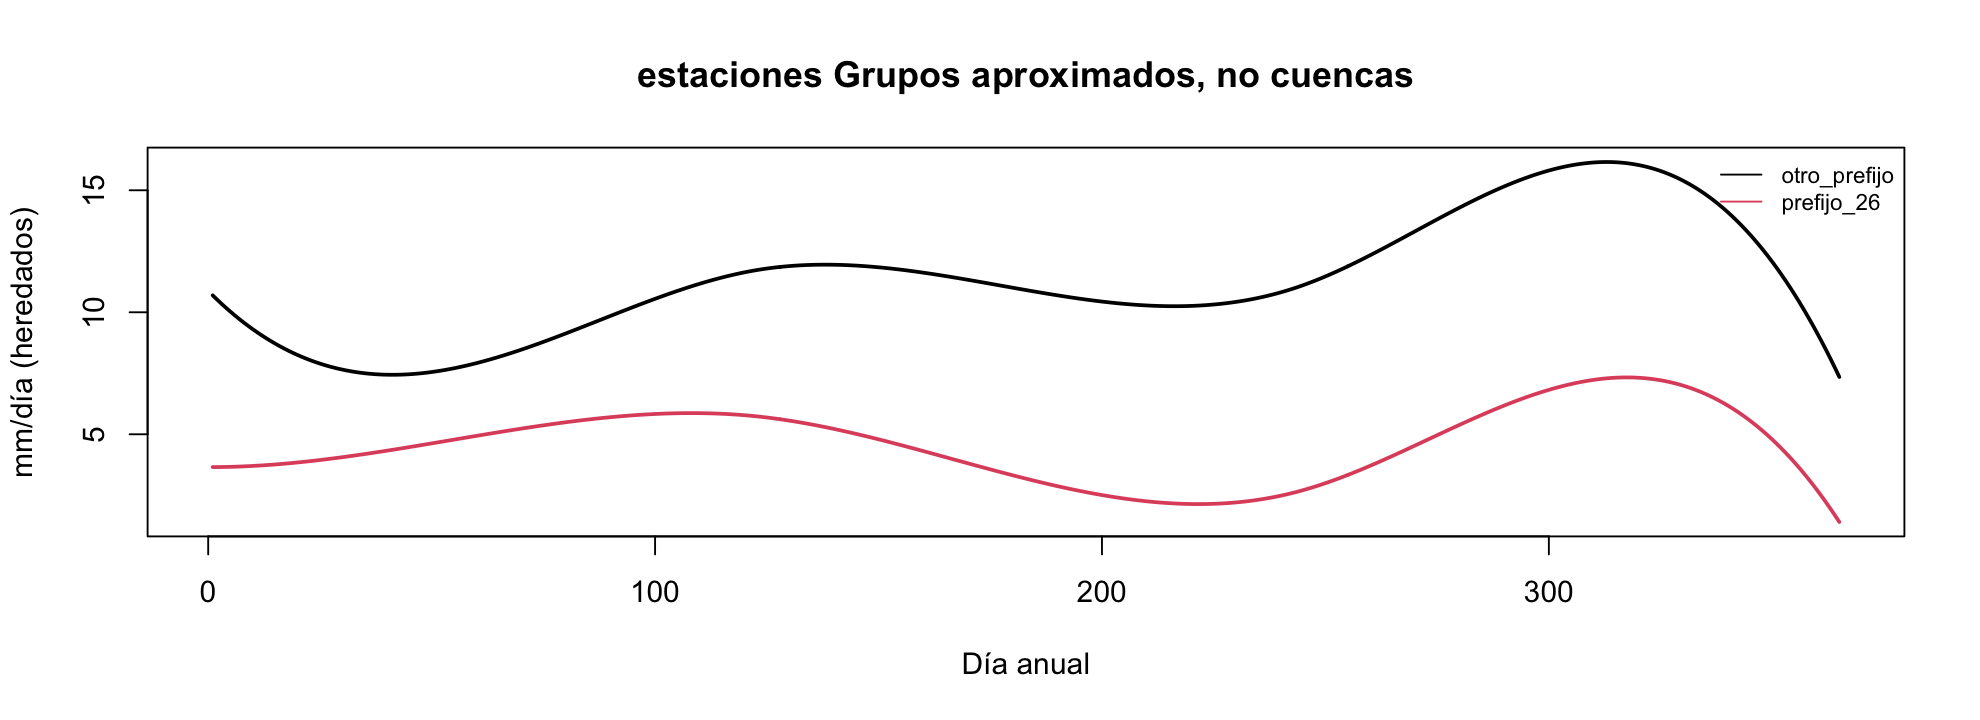 estaciones Grupos aproximados, no cuencas
mm/día (heredados)
15
10
5
otro_prefijo
prefijo_26
0 100 200 300
Día anual